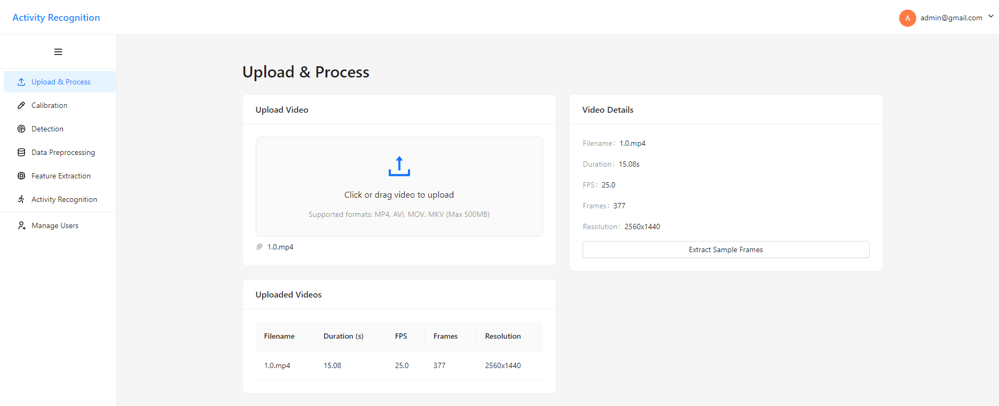 Activity Recognition
A admin@gmail.com
Upload & Process
Calibration
Detection
Data Preprocessing
Feature Extraction
Activity Recognition
Manage Users
Upload & Process
Upload Video
Click or drag video to upload
Supported formats: MP4, AVI, MOV, MKV (Max 500MB)
1.0.mp4
Video Details
Filename: 1.0.mp4
Duration: 15.08s
FPS: 25.0
Frames: 377
Resolution: 2560x1440
Extract Sample Frames
Uploaded Videos
Filename Duration (s) FPS Frames Resolution
1.0.mp4 15.08 25.0 377 2560x1440